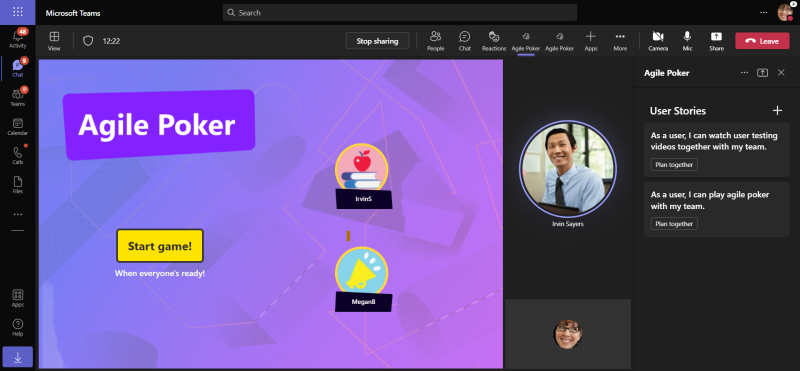 Microsoft Teams
Search
View
12:22
Stop sharing
People
Chat
Reactions
Agile Poker
Agile Poker
Apps
More
Camera
Mic
Share
Leave
48
Activity
9
Chat
Teams
Calendar
Calls
Files
Apps
Help
Agile Poker
IrvinS
Start game!
When everyone's ready!
MeganB
Irvin Sayers
Agile Poker
User Stories
As a user, I can watch user testing
videos together with my team.
Plan together
As a user, I can play agile poker
with my team.
Plan together